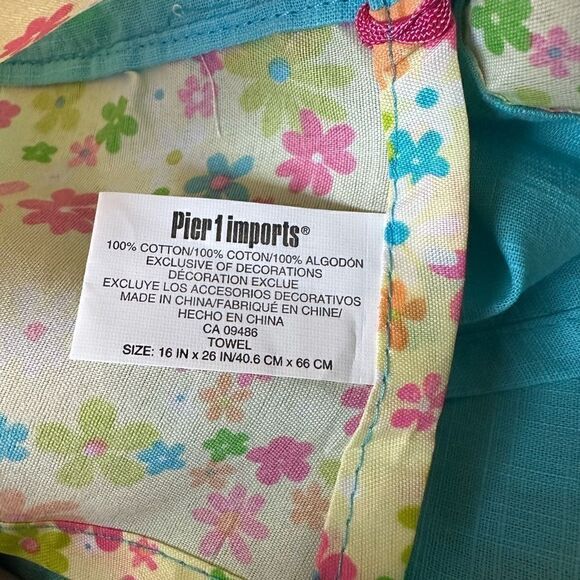 Pier 1 imports®
100% COTTON/100% COTON/100% ALGODÓN
EXCLUSIVE OF DECORATIONS
DÉCORATION EXCLUE
EXCLUYE LOS ACCESORIOS DECORATIVOS
MADE IN CHINA/FABRIQUÉ EN CHINE/
HECHO EN CHINA
CA 09486
TOWEL
SIZE: 16 IN x 26 IN/40.6 CM x 66 CM